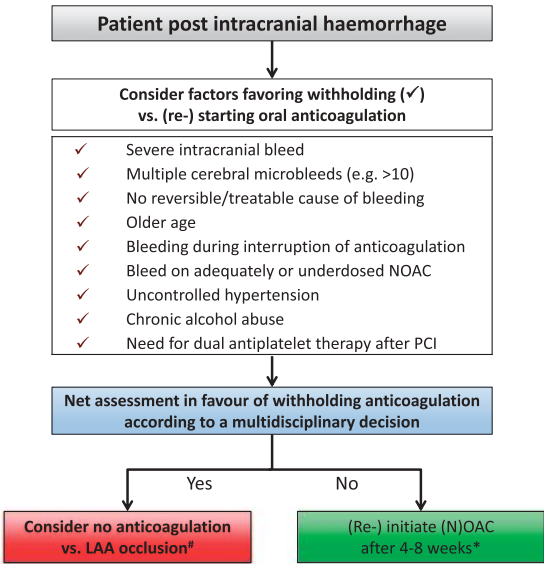 Patient post intracranial haemorrhage
Consider factors favoring withholding (✓)
vs. (re-) starting oral anticoagulation
✓ Severe intracranial bleed
✓ Multiple cerebral microbleeds (e.g. >10)
✓ No reversible/treatable cause of bleeding
✓ Older age
✓ Bleeding during interruption of anticoagulation
✓ Bleed on adequately or underdosed NOAC
✓ Uncontrolled hypertension
✓ Chronic alcohol abuse
✓ Need for dual antiplatelet therapy after PCI
Net assessment in favour of withholding anticoagulation
according to a multidisciplinary decision
Yes
No
Consider no anticoagulation
vs. LAA occlusion#
(Re-) initiate (N)OAC
after 4-8 weeks*